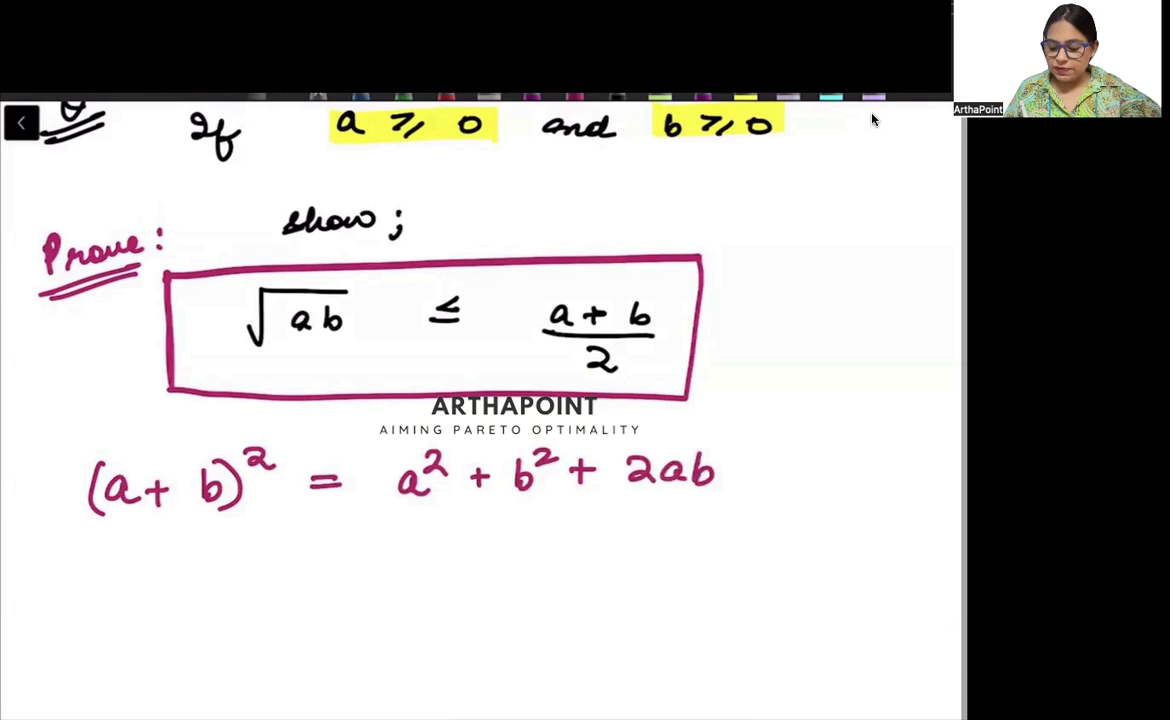 If a ≥ 0 and b ≥ 0
ArthaPoint
Prove: show;
√ab ≤ a + b / 2
ARTHAPOINT
AIMING PARETO OPTIMALITY
(a + b)² = a² + b² + 2ab